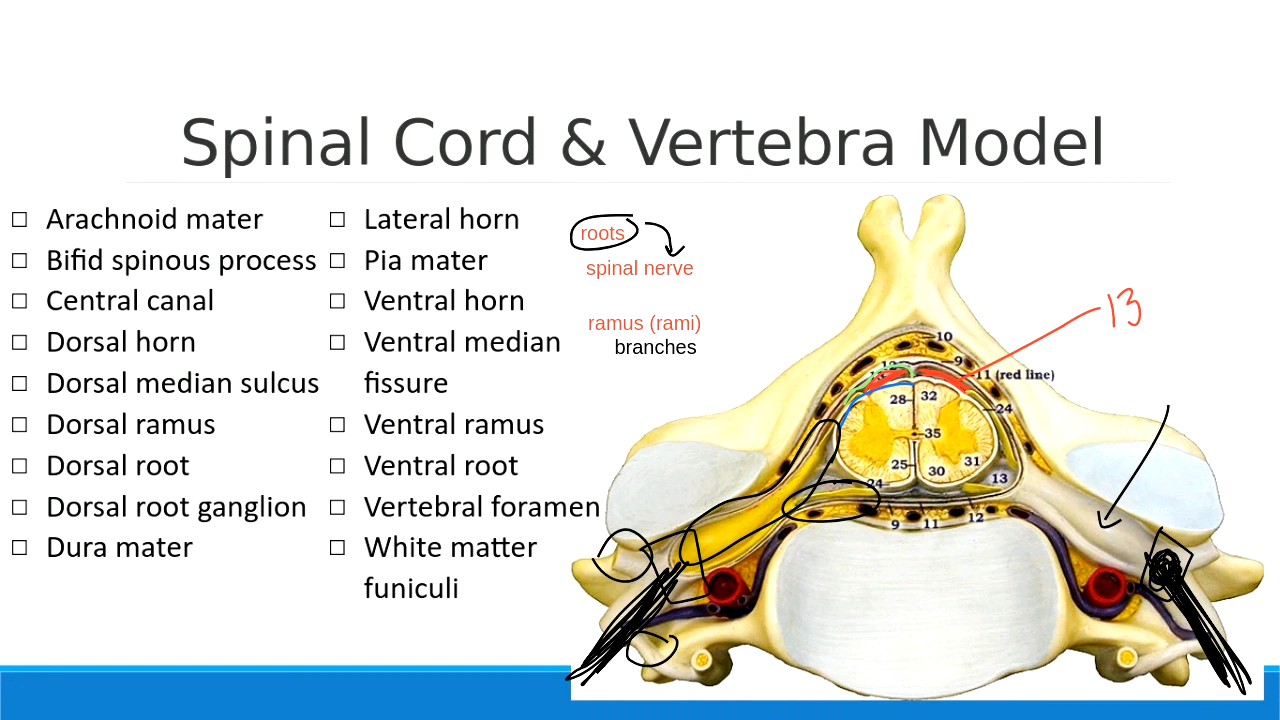 Spinal Cord & Vertebra Model
☐ Arachnoid mater
☐ Bifid spinous process
☐ Central canal
☐ Dorsal horn
☐ Dorsal median sulcus
☐ Dorsal ramus
☐ Dorsal root
☐ Dorsal root ganglion
☐ Dura mater
☐ Lateral horn
☐ Pia mater
☐ Ventral horn
☐ Ventral median
fissure
☐ Ventral ramus
☐ Ventral root
☐ Vertebral foramen
☐ White matter
funiculi
roots
spinal nerve
ramus (rami)
branches
13
10
9
11 (red line)
28
32
24
35
25
30
31
24
13
9
11
12